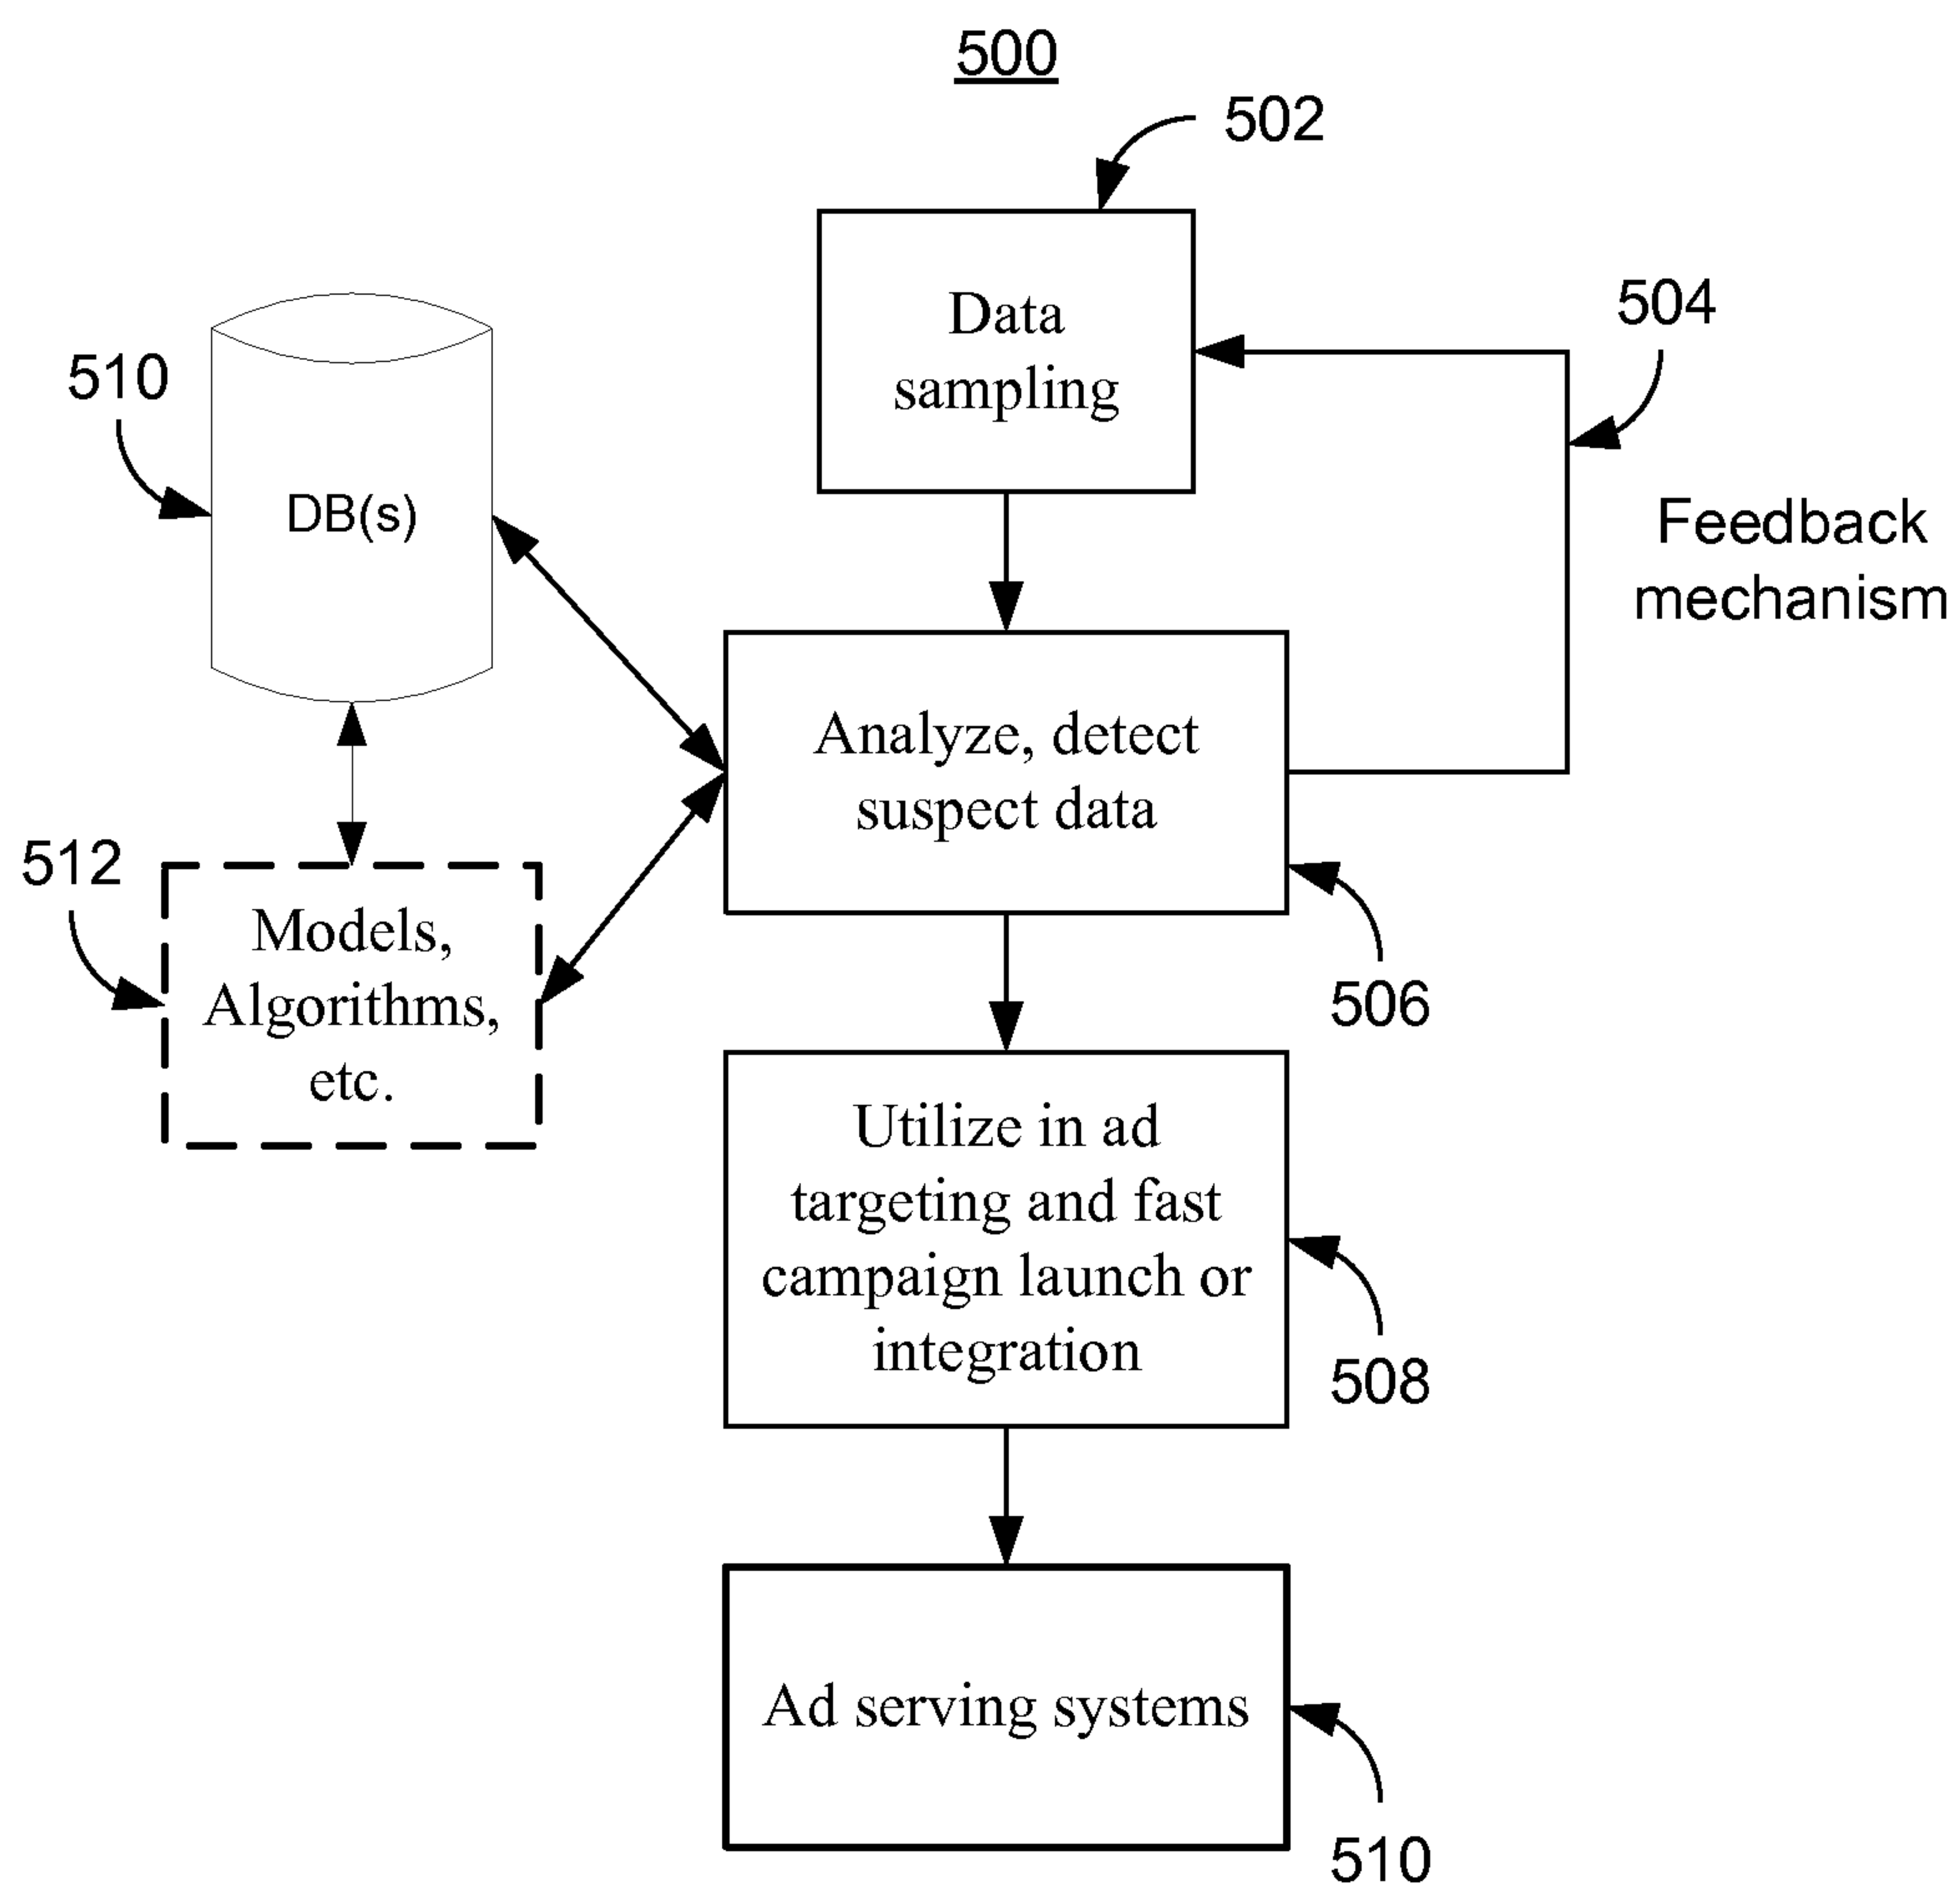 500
502
Data
sampling
504
Feedback
mechanism
510
DB(s)
Analyze, detect
suspect data
506
512
Models,
Algorithms,
etc.
Utilize in ad
targeting and fast
campaign launch or
integration
508
Ad serving systems
510